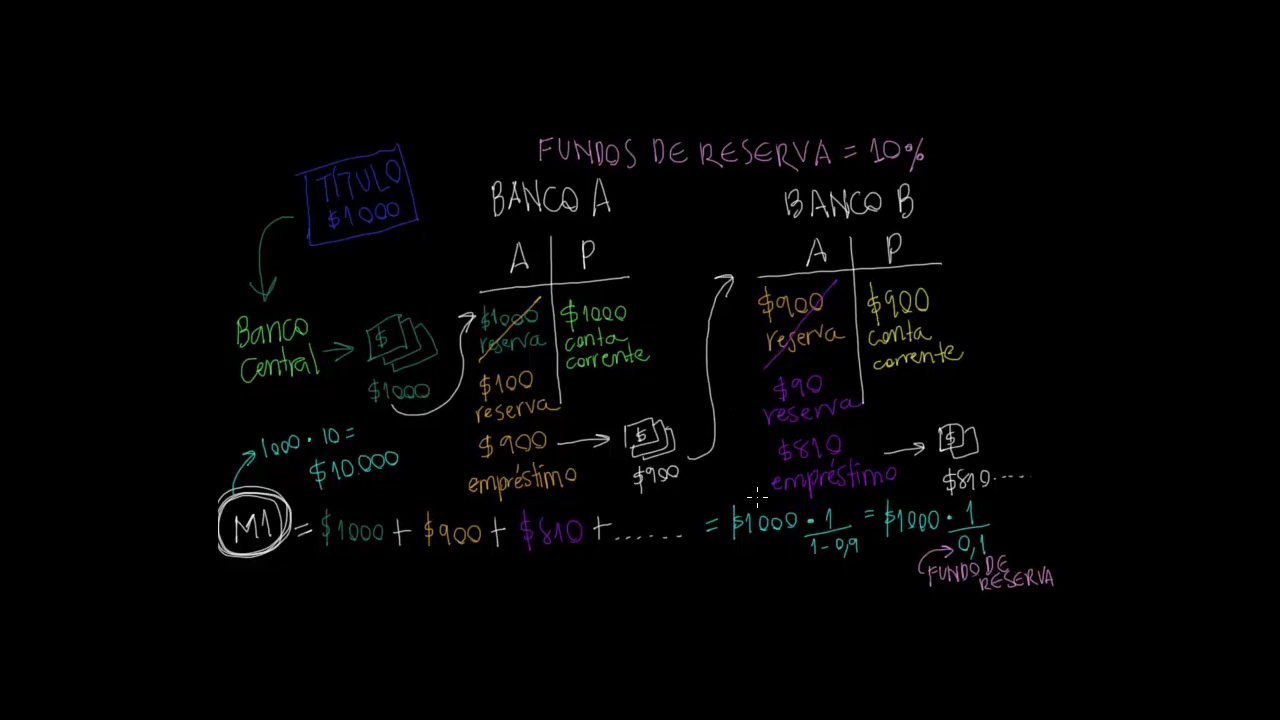 FUNDOS DE RESERVA = 10%
TÍTULO
$1000
BANCO A
A P
$1000
reserva
$1000
conta
corrente
$100
reserva
$900
empréstimo
$900
BANCO B
A P
$900
reserva
$900
conta
corrente
$90
reserva
$810
empréstimo
$810.....
Banco
Central
$
$1000
$
$
1000 · 10 =
$10.000
M1 = $1000 + $900 + $810 + ...... = $1000 · 1/1-0,9 = $1000 · 1/0,1
FUNDO DE
RESERVA